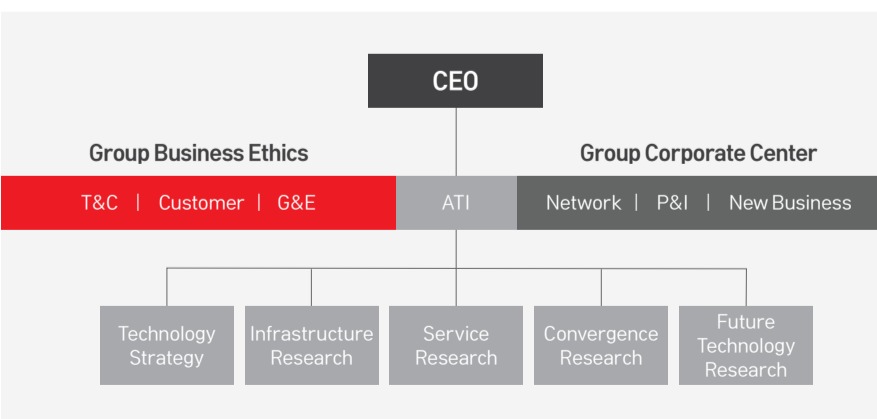 CEO
Group Business Ethics
Group Corporate Center
T&C | Customer | G&E
ATI
Network | P&I | New Business
Technology
Strategy
Infrastructure
Research
Service
Research
Convergence
Research
Future
Technology
Research